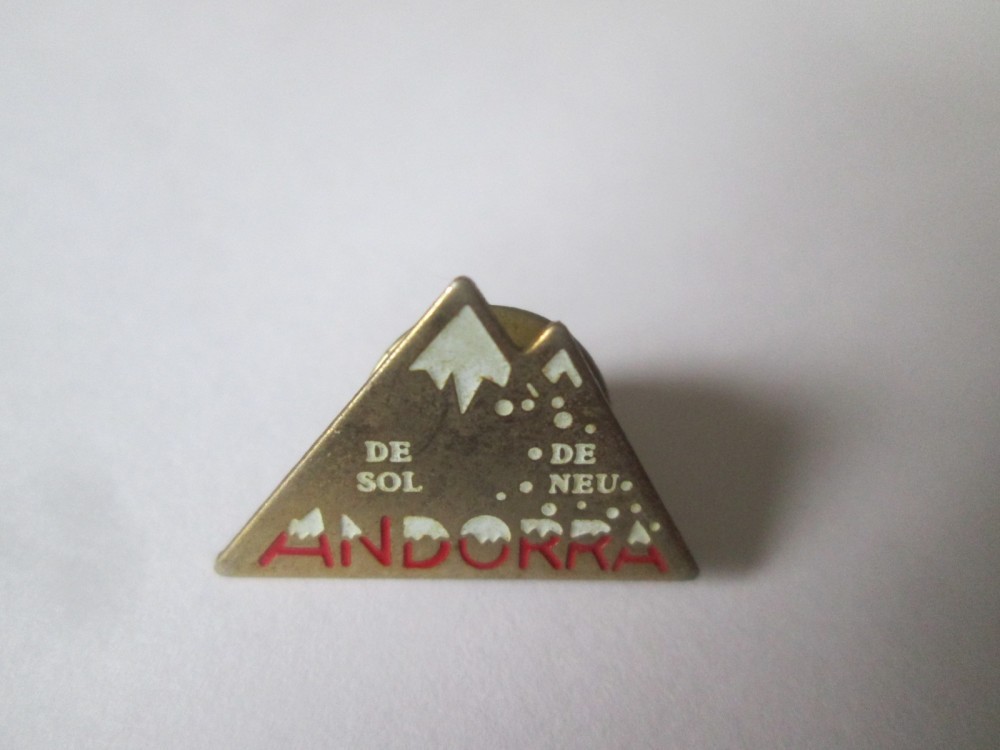 DE
SOL
DE
NEU
ANDORRA